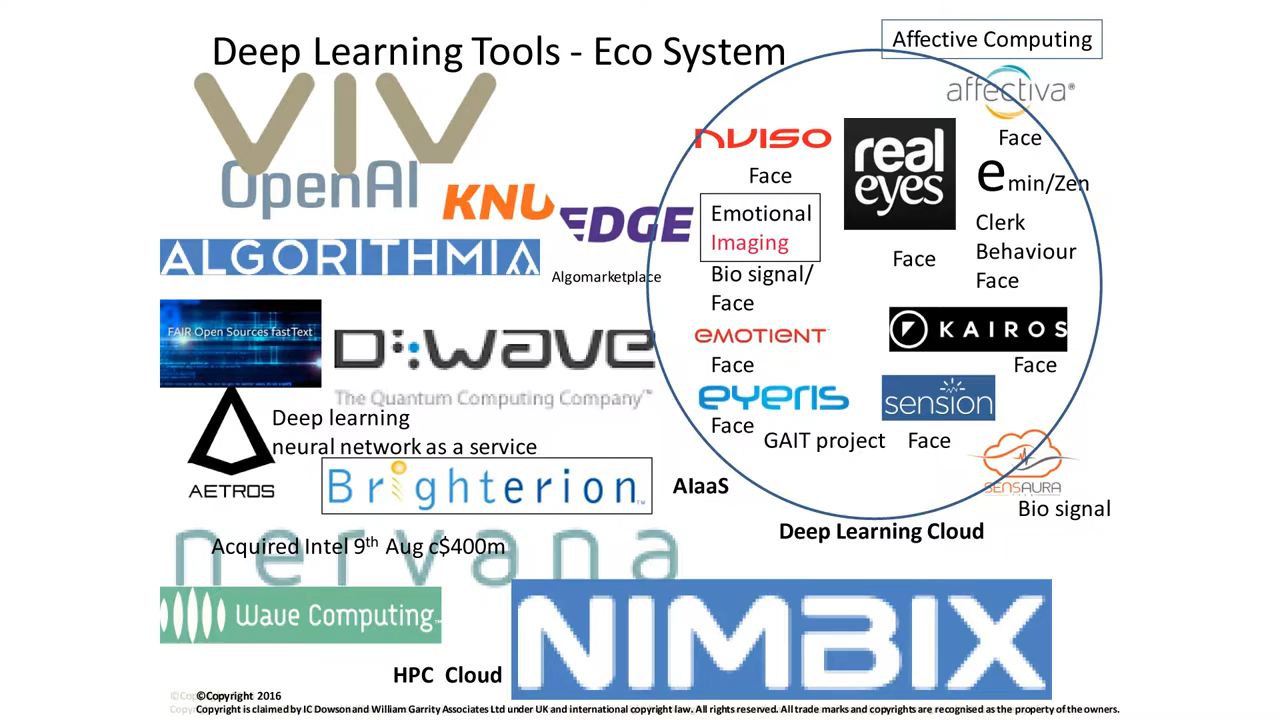 Deep Learning Tools - Eco System
Affective Computing
VIV
OpenAI
KNU
EDGE
ALGORITHMIA
Algomarketplace
FAIR Open Sources fastText
D:wave
The Quantum Computing Company™
Deep learning
neural network as a service
AETROS
Brighterion™
AIaaS
nervana
Acquired Intel 9th Aug c$400m
Wave Computing™
HPC Cloud
NIMBIX
affectiva®
Face
nviso
Face
real
eyes
Face
emin/Zen
Clerk
Behaviour
Face
Emotional
Imaging
Bio signal/
Face
EMOTIENT
Face
KAIROS
Face
eyeris
Face
GAIT project
sension
Face
SENSAURA
Bio signal
Deep Learning Cloud
©Copyright 2016
Copyright is claimed by IC Dowson and William Garrity Associates Ltd under UK and international copyright law. All rights reserved. All trade marks and copyrights are recognised as the property of the owners.